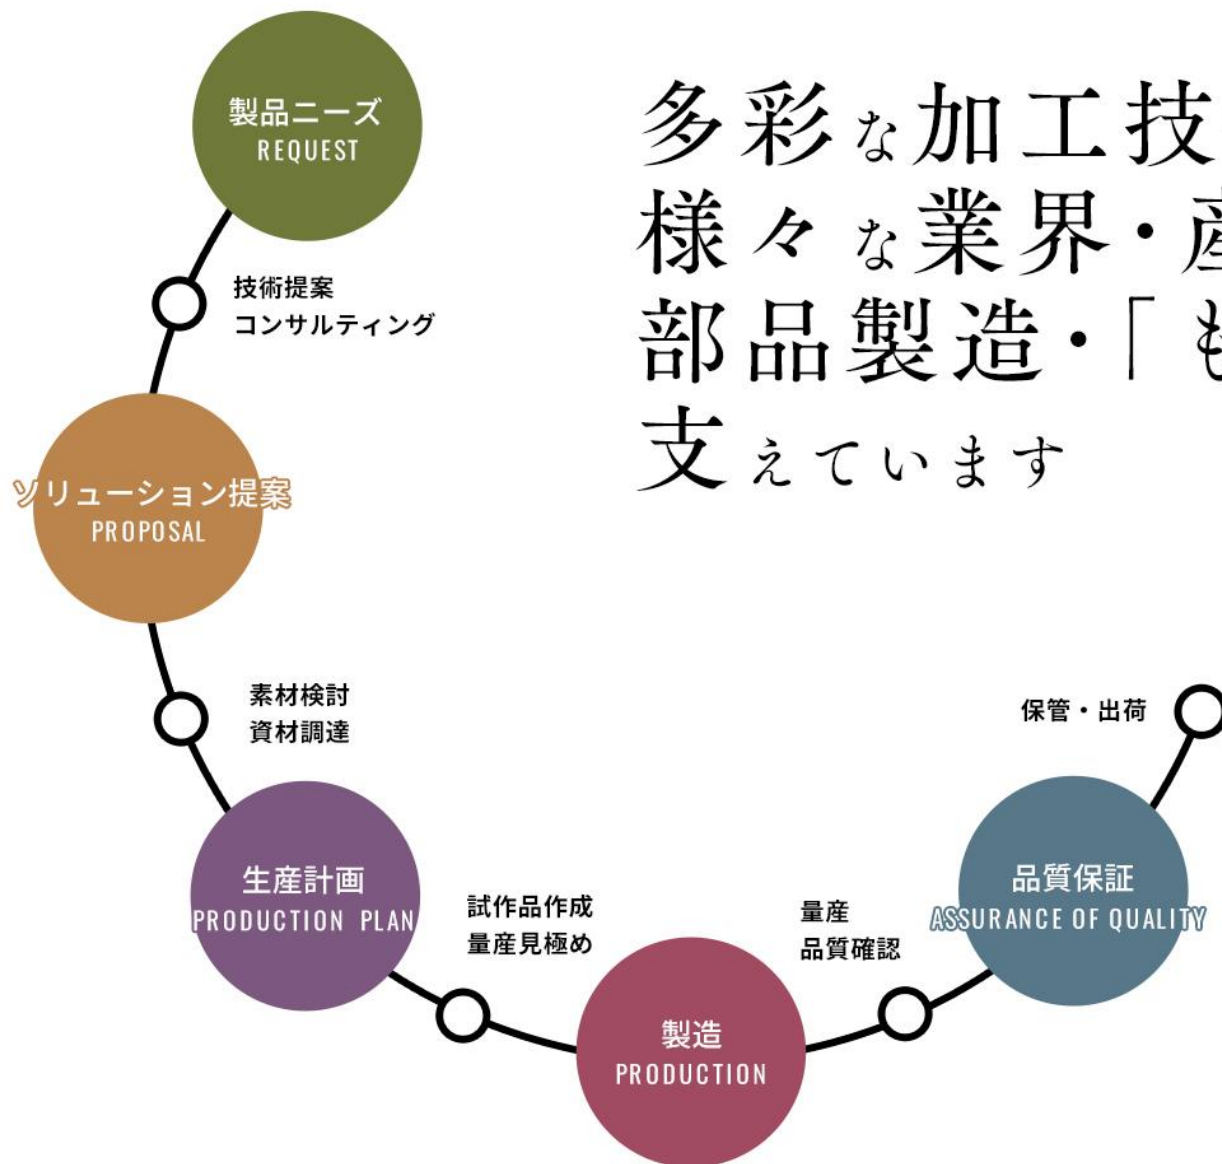 製品ニーズ
REQUEST
技術提案
コンサルティング
ソリューション提案
PROPOSAL
素材検討
資材調達
生産計画
PRODUCTION PLAN
試作品作成
量産見極め
製造
PRODUCTION
量産
品質確認
品質保証
ASSURANCE OF QUALITY
保管・出荷
多彩な加工技
様々な業界・産
部品製造・「も
支えています